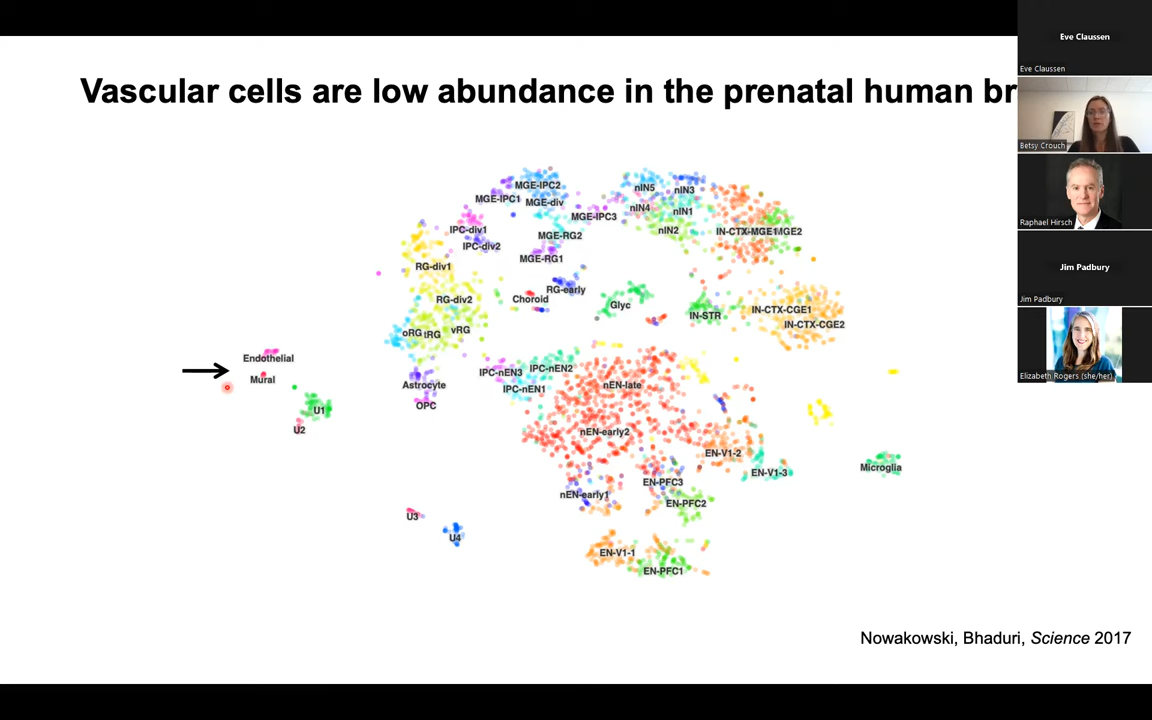 Vascular cells are low abundance in the prenatal human br
Eve Claussen
Eve Claussen
Betsy Crouch
Raphael Hirsch
Jim Padbury
Jim Padbury
Elizabeth Rogers (she/her)
MGE-IPC2
MGE-IPC1
MGE-div
MGE-IPC3
nIN5
nIN3
nIN4
nIN1
nIN2
IN-CTX-MGE1
MGE2
IPC-div1
IPC-div2
MGE-RG2
MGE-RG1
RG-div1
RG-early
RG-div2
Choroid
Glyc
IN-STR
IN-CTX-CGE1
IN-CTX-CGE2
oRG
tRG
vRG
Endothelial
Mural
Astrocyte
OPC
IPC-nEN3
IPC-nEN2
IPC-nEN1
nEN-late
U1
U2
nEN-early2
EN-V1-2
EN-V1-3
Microglia
EN-PFC3
nEN-early1
EN-PFC2
U3
U4
EN-V1-1
EN-PFC1
Nowakowski, Bhaduri, Science 2017